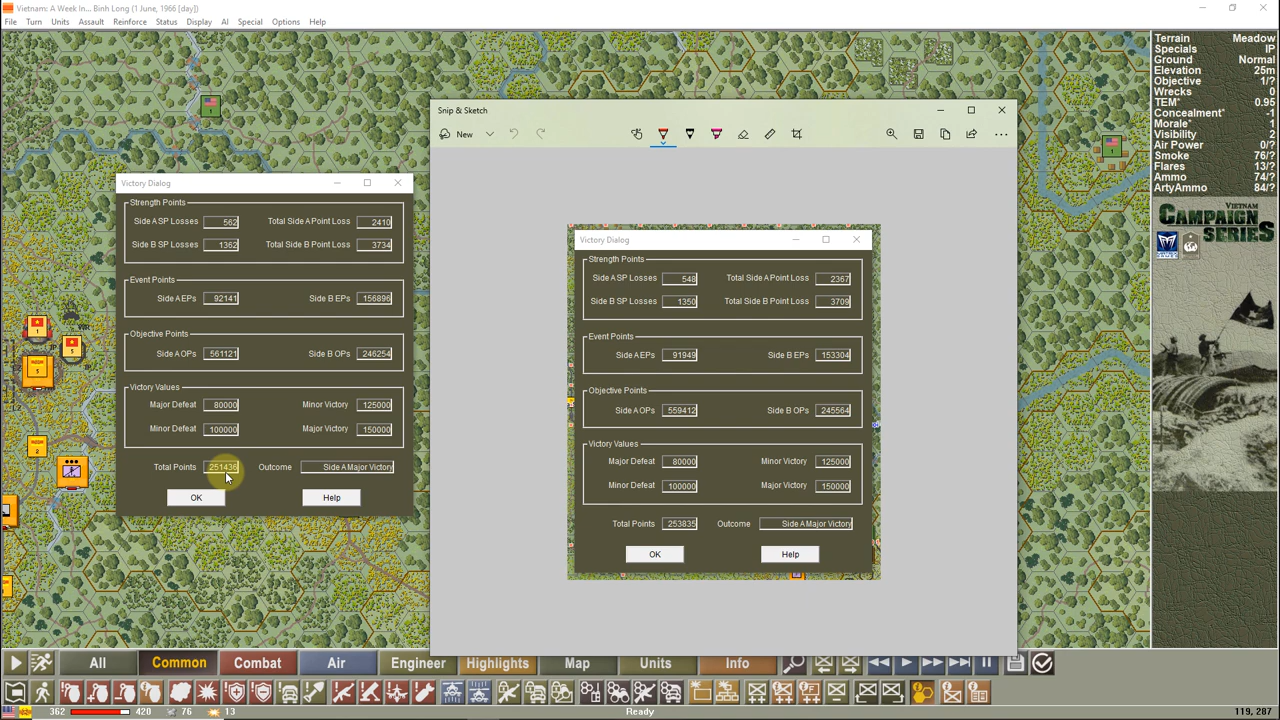 Vietnam: A Week In... Binh Long (1 June, 1966 [day])
File Turn Units Assault Reinforce Status Display AI Special Options Help
Terrain Meadow
Specials IP
Ground Normal
Elevation 25m
Objective 1/?
Wrecks 0
TEM* 0.95
Concealment* -1
Morale* 1
Visibility 2
Air Power 0/?
Smoke 76/?
Flares 13/?
Ammo 74/?
ArtyAmmo 84/?
VIETNAM
CAMPAIGN
SERIES
Snip & Sketch
New
Victory Dialog
Strength Points
Side A SP Losses 562 Total Side A Point Loss 2410
Side B SP Losses 1362 Total Side B Point Loss 3734
Event Points
Side A EPs 92141 Side B EPs 156896
Objective Points
Side A OPs 561121 Side B OPs 246254
Victory Values
Major Defeat 80000 Minor Victory 125000
Minor Defeat 100000 Major Victory 150000
Total Points 251436 Outcome Side A Major Victory
OK Help
Victory Dialog
Strength Points
Side A SP Losses 548 Total Side A Point Loss 2367
Side B SP Losses 1350 Total Side B Point Loss 3709
Event Points
Side A EPs 91949 Side B EPs 153304
Objective Points
Side A OPs 559412 Side B OPs 245564
Victory Values
Major Defeat 80000 Minor Victory 125000
Minor Defeat 100000 Major Victory 150000
Total Points 253835 Outcome Side A Major Victory
OK Help
All Common Combat Air Engineer Highlights Map Units Info
362 420 76 13 Ready 119, 287